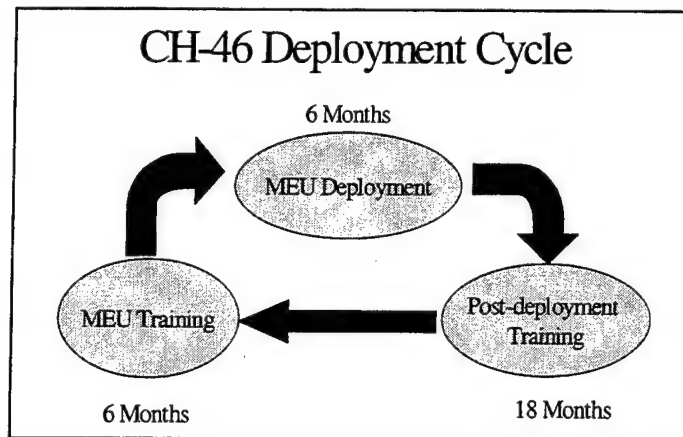 CH-46 Deployment Cycle
6 Months
MEU Deployment
MEU Training
Post-deployment
Training
6 Months
18 Months